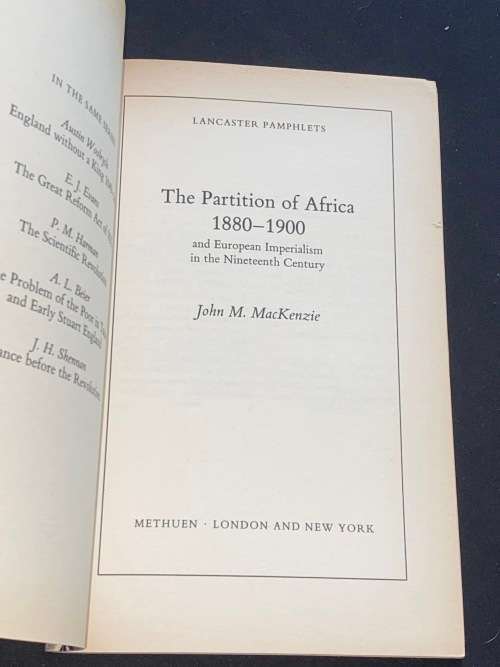 IN THE SAME
Austin Woolrych
England without a King
E. J. Evans
The Great Reform Act of
P. M. Harman
The Scientific Revolution
A. L. Beier
e Problem of the Poor in
and Early Stuart England
J. H. Shennan
ance before the Revolution
LANCASTER PAMPHLETS
The Partition of Africa
1880–1900
and European Imperialism
in the Nineteenth Century
John M. MacKenzie
METHUEN · LONDON AND NEW YORK